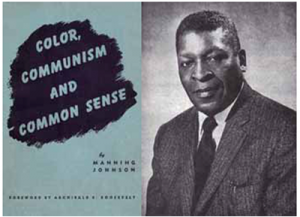 COLOR,
COMMUNISM
AND
COMMON SENSE
by
MANNING
JOHNSON
FOREWORD BY ARCHIBALD B. ROOSEVELT